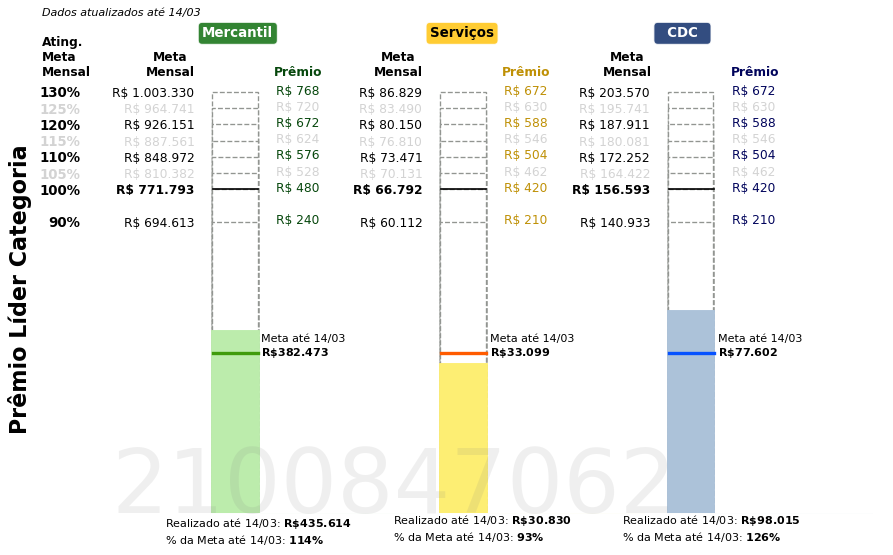 Dados atualizados até 14/03
Mercantil Serviços CDC
Ating. Meta Mensal Meta Mensal Prêmio Meta Mensal Prêmio Meta Mensal Prêmio
130% R$ 1.003.330 R$ 768 R$ 86.829 R$ 672 R$ 203.570 R$ 672
125% R$ 964.741 R$ 720 R$ 83.490 R$ 630 R$ 195.741 R$ 630
120% R$ 926.151 R$ 672 R$ 80.150 R$ 588 R$ 187.911 R$ 588
115% R$ 887.561 R$ 624 R$ 76.810 R$ 546 R$ 180.081 R$ 546
110% R$ 848.972 R$ 576 R$ 73.471 R$ 504 R$ 172.252 R$ 504
105% R$ 810.382 R$ 528 R$ 70.131 R$ 462 R$ 164.422 R$ 462
100% R$ 771.793 R$ 480 R$ 66.792 R$ 420 R$ 156.593 R$ 420
90% R$ 694.613 R$ 240 R$ 60.112 R$ 210 R$ 140.933 R$ 210
Prêmio Líder Categoria
Meta até 14/03 Meta até 14/03 Meta até 14/03
R$382.473 R$33.099 R$77.602
2100847062
Realizado até 14/03: R$435.614 Realizado até 14/03: R$30.830 Realizado até 14/03: R$98.015
% da Meta até 14/03: 114% % da Meta até 14/03: 93% % da Meta até 14/03: 126%